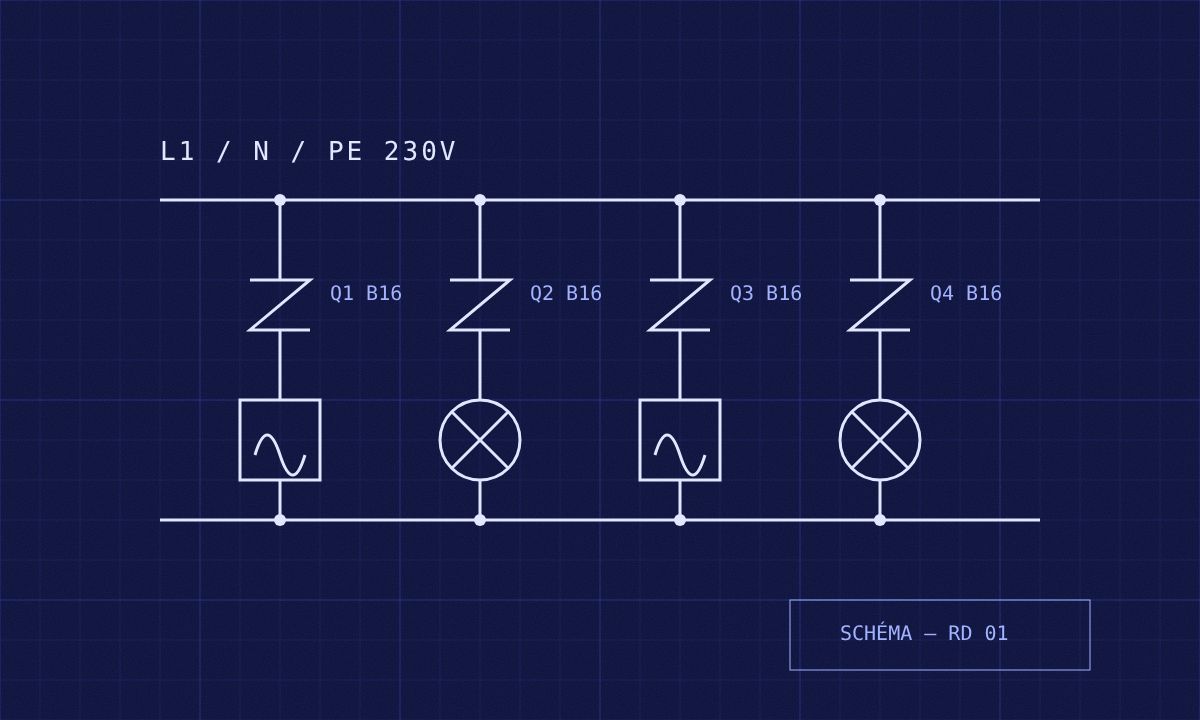 L1 / N / PE 230V
Q1 B16
Q2 B16
Q3 B16
Q4 B16
SCHÉMA – RD 01